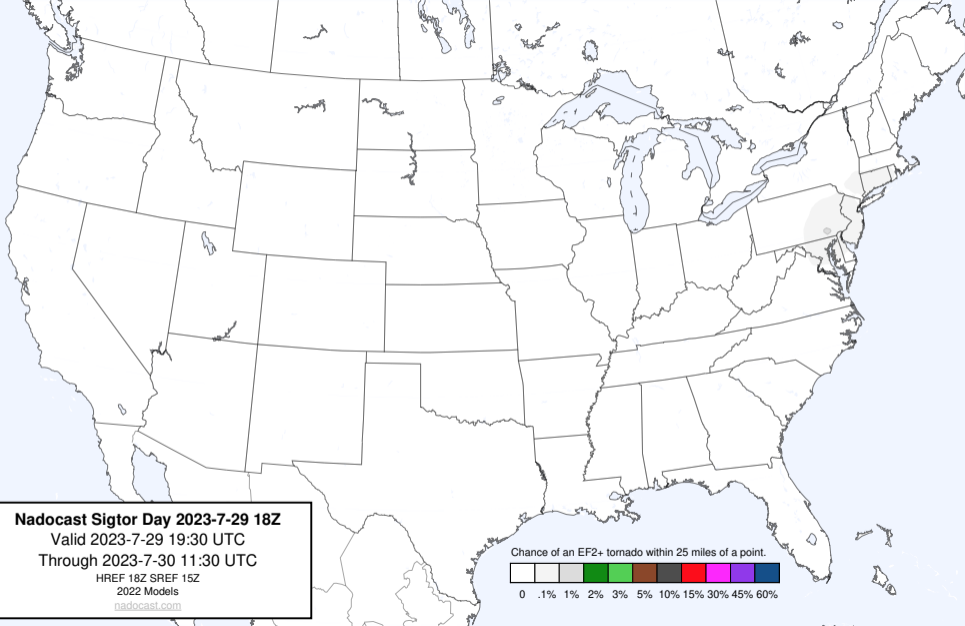 Nadocast Sigtor Day 2023-7-29 18Z
Valid 2023-7-29 19:30 UTC
Through 2023-7-30 11:30 UTC
HREF 18Z SREF 15Z
2022 Models
nadocast.com
Chance of an EF2+ tornado within 25 miles of a point.
0 .1% 1% 2% 3% 5% 10% 15% 30% 45% 60%